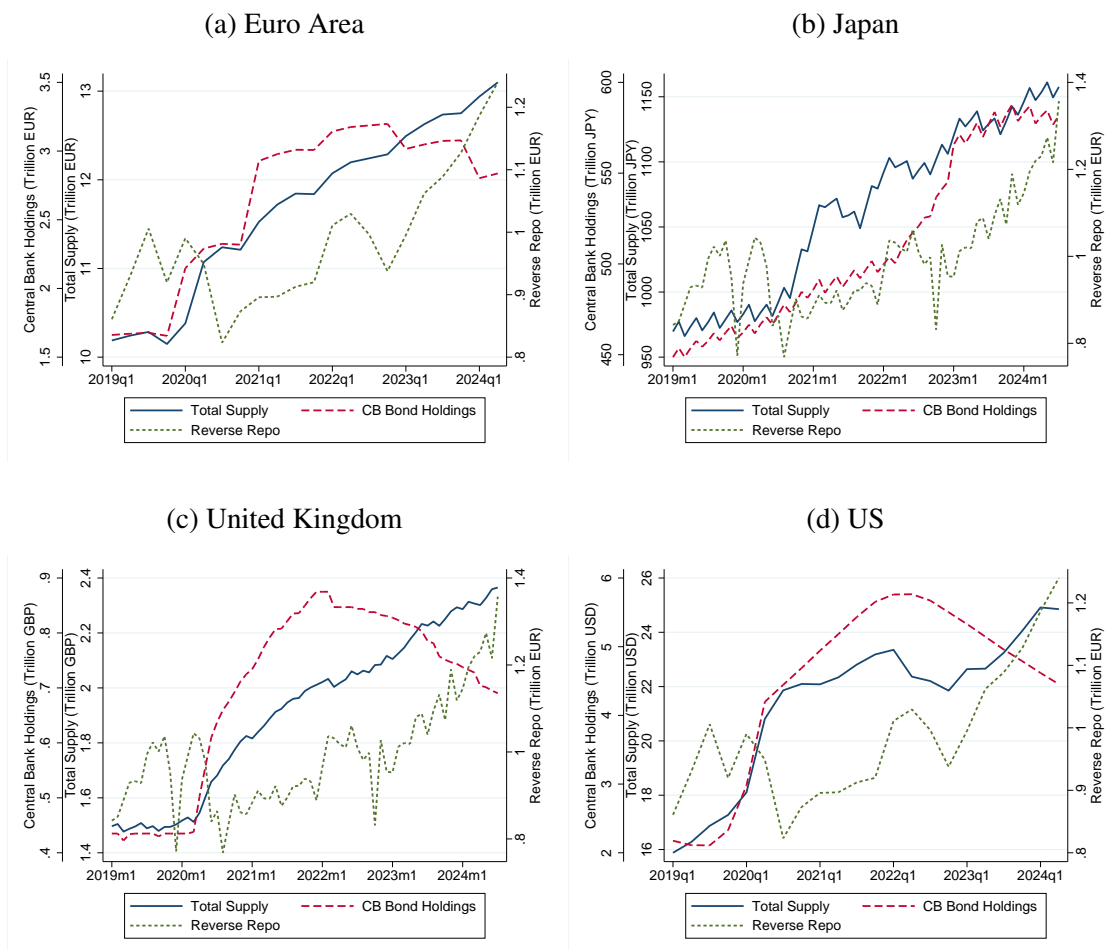 (a) Euro Area
Central Bank Holdings (Trillion EUR)
1.5 2 2.5 3 3.5
Total Supply (Trillion EUR)
10 11 12 13
Reverse Repo (Trillion EUR)
.8 .9 1 1.1 1.2
2019q1 2020q1 2021q1 2022q1 2023q1 2024q1
Total Supply CB Bond Holdings
Reverse Repo
(b) Japan
Central Bank Holdings (Trillion JPY)
450 500 550 600
Total Supply (Trillion JPY)
950 1000 1050 1100 1150
Reverse Repo (Trillion EUR)
.8 1 1.2 1.4
2019m1 2020m1 2021m1 2022m1 2023m1 2024m1
Total Supply CB Bond Holdings
Reverse Repo
(c) United Kingdom
Central Bank Holdings (Trillion GBP)
.4 .5 .6 .7 .8 .9
Total Supply (Trillion GBP)
1.4 1.6 1.8 2 2.2 2.4
Reverse Repo (Trillion EUR)
.8 1 1.2 1.4
2019m1 2020m1 2021m1 2022m1 2023m1 2024m1
Total Supply CB Bond Holdings
Reverse Repo
(d) US
Central Bank Holdings (Trillion USD)
2 3 4 5 6
Total Supply (Trillion USD)
16 18 20 22 24 26
Reverse Repo (Trillion EUR)
.8 .9 1 1.1 1.2
2019q1 2020q1 2021q1 2022q1 2023q1 2024q1
Total Supply CB Bond Holdings
Reverse Repo